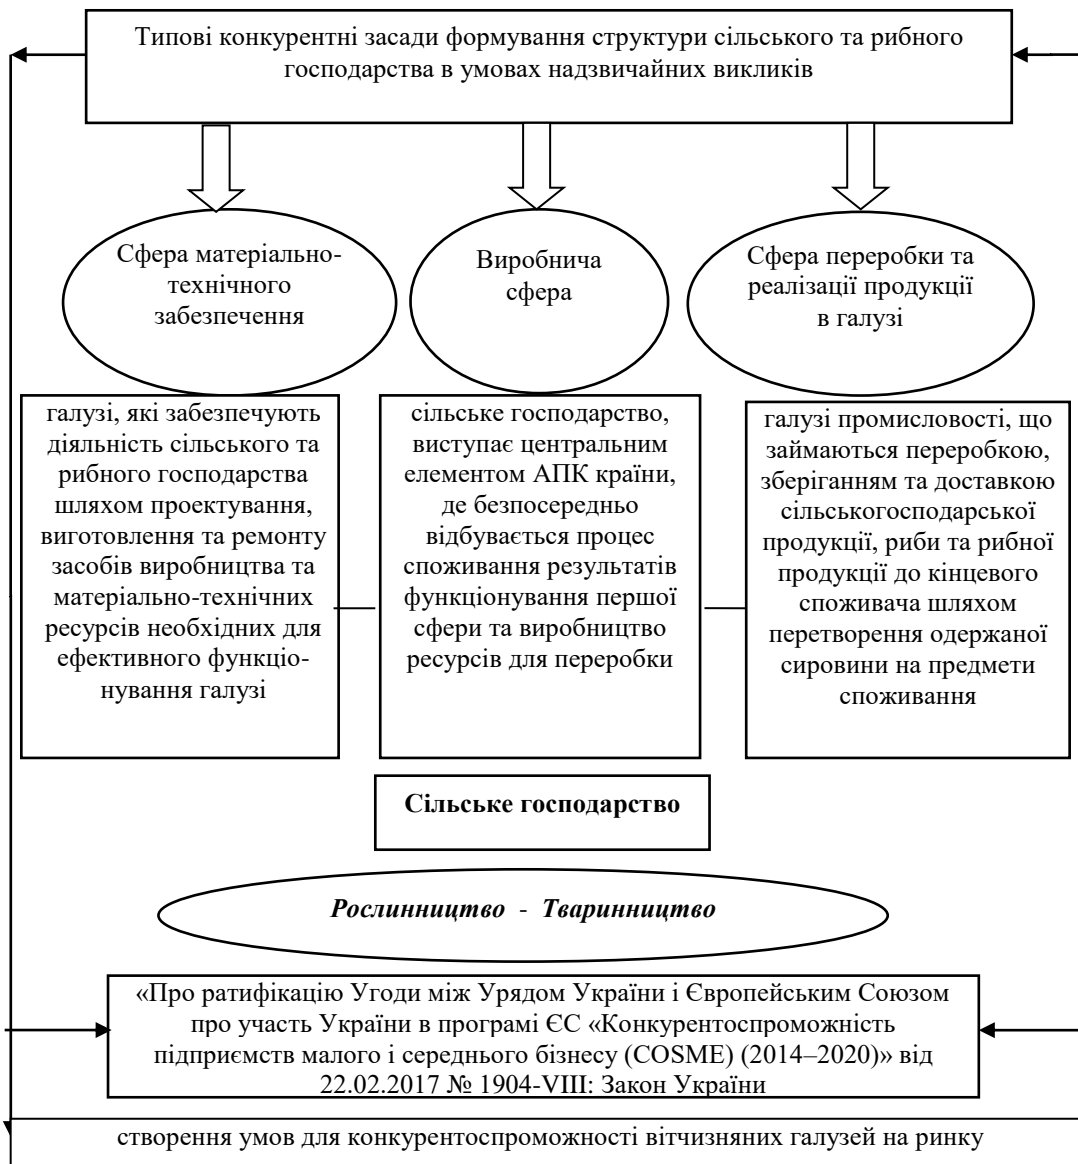 Типові конкурентні засади формування структури сільського та рибного
господарства в умовах надзвичайних викликів
Сфера матеріально-
технічного
забезпечення
Виробнича
сфера
Сфера переробки та
реалізації продукції
в галузі
галузі, які забезпечують
діяльність сільського та
рибного господарства
шляхом проектування,
виготовлення та ремонту
засобів виробництва та
матеріально-технічних
ресурсів необхідних для
ефективного функціо-
нування галузі
сільське господарство,
виступає центральним
елементом АПК країни,
де безпосередньо
відбувається процес
споживання результатів
функціонування першої
сфери та виробництво
ресурсів для переробки
галузі промисловості, що
займаються переробкою,
зберіганням та доставкою
сільськогосподарської
продукції, риби та рибної
продукції до кінцевого
споживача шляхом
перетворення одержаної
сировини на предмети
споживання
Сільське господарство
Рослинництво - Тваринництво
«Про ратифікацію Угоди між Урядом України і Європейським Союзом
про участь України в програмі ЄС «Конкурентоспроможність
підприємств малого і середнього бізнесу (COSME) (2014–2020)» від
22.02.2017 № 1904-VIII: Закон України
створення умов для конкурентоспроможності вітчизняних галузей на ринку